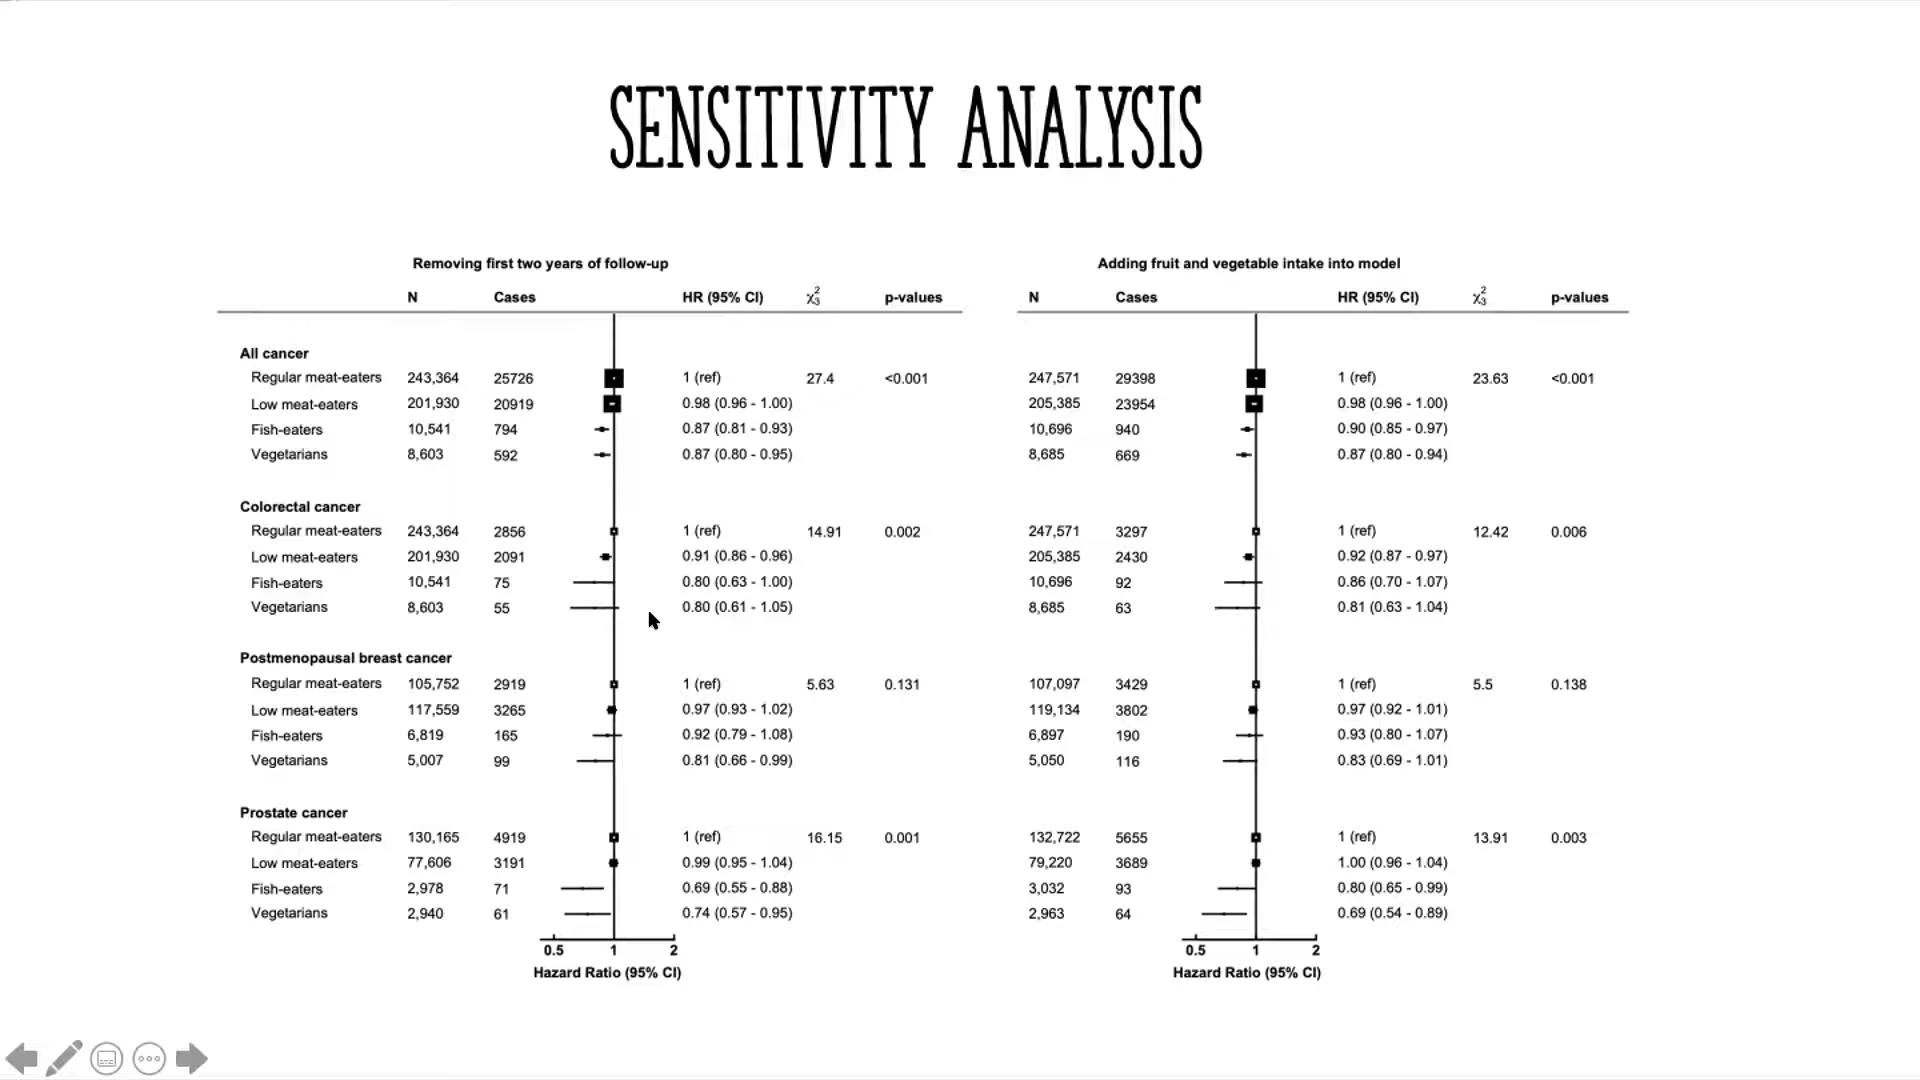 SENSITIVITY ANALYSIS
Removing first two years of follow-up
N Cases HR (95% CI) χ²₃ p-values
All cancer
Regular meat-eaters 243,364 25726 1 (ref) 27.4 <0.001
Low meat-eaters 201,930 20919 0.98 (0.96 - 1.00)
Fish-eaters 10,541 794 0.87 (0.81 - 0.93)
Vegetarians 8,603 592 0.87 (0.80 - 0.95)
Colorectal cancer
Regular meat-eaters 243,364 2856 1 (ref) 14.91 0.002
Low meat-eaters 201,930 2091 0.91 (0.86 - 0.96)
Fish-eaters 10,541 75 0.80 (0.63 - 1.00)
Vegetarians 8,603 55 0.80 (0.61 - 1.05)
Postmenopausal breast cancer
Regular meat-eaters 105,752 2919 1 (ref) 5.63 0.131
Low meat-eaters 117,559 3265 0.97 (0.93 - 1.02)
Fish-eaters 6,819 165 0.92 (0.79 - 1.08)
Vegetarians 5,007 99 0.81 (0.66 - 0.99)
Prostate cancer
Regular meat-eaters 130,165 4919 1 (ref) 16.15 0.001
Low meat-eaters 77,606 3191 0.99 (0.95 - 1.04)
Fish-eaters 2,978 71 0.69 (0.55 - 0.88)
Vegetarians 2,940 61 0.74 (0.57 - 0.95)
0.5 1 2
Hazard Ratio (95% CI)
Adding fruit and vegetable intake into model
N Cases HR (95% CI) χ²₃ p-values
247,571 29398 1 (ref) 23.63 <0.001
205,385 23954 0.98 (0.96 - 1.00)
10,696 940 0.90 (0.85 - 0.97)
8,685 669 0.87 (0.80 - 0.94)
247,571 3297 1 (ref) 12.42 0.006
205,385 2430 0.92 (0.87 - 0.97)
10,696 92 0.86 (0.70 - 1.07)
8,685 63 0.81 (0.63 - 1.04)
107,097 3429 1 (ref) 5.5 0.138
119,134 3802 0.97 (0.92 - 1.01)
6,897 190 0.93 (0.80 - 1.07)
5,050 116 0.83 (0.69 - 1.01)
132,722 5655 1 (ref) 13.91 0.003
79,220 3689 1.00 (0.96 - 1.04)
3,032 93 0.80 (0.65 - 0.99)
2,963 64 0.69 (0.54 - 0.89)
0.5 1 2
Hazard Ratio (95% CI)